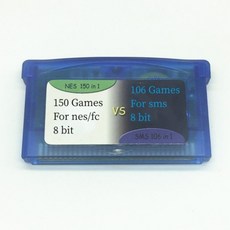 NES 150 in 1
150 Games
For nes/fc
8 bit
VS
106 Games
For sms
8 bit
SMS 106 in 1